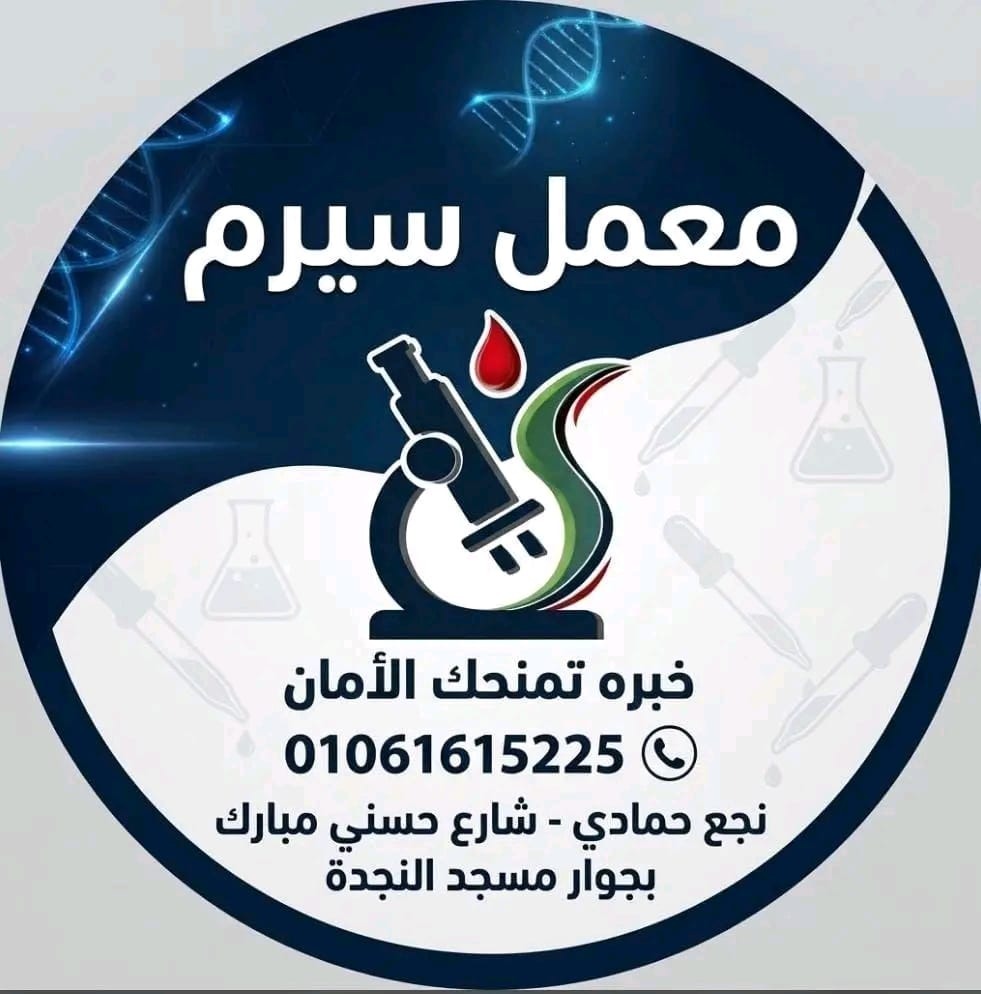 معمل سيرم
خبره تمنحك الأمان
01061615225
نجع حمادي - شارع حسني مبارك
بجوار مسجد النجدة